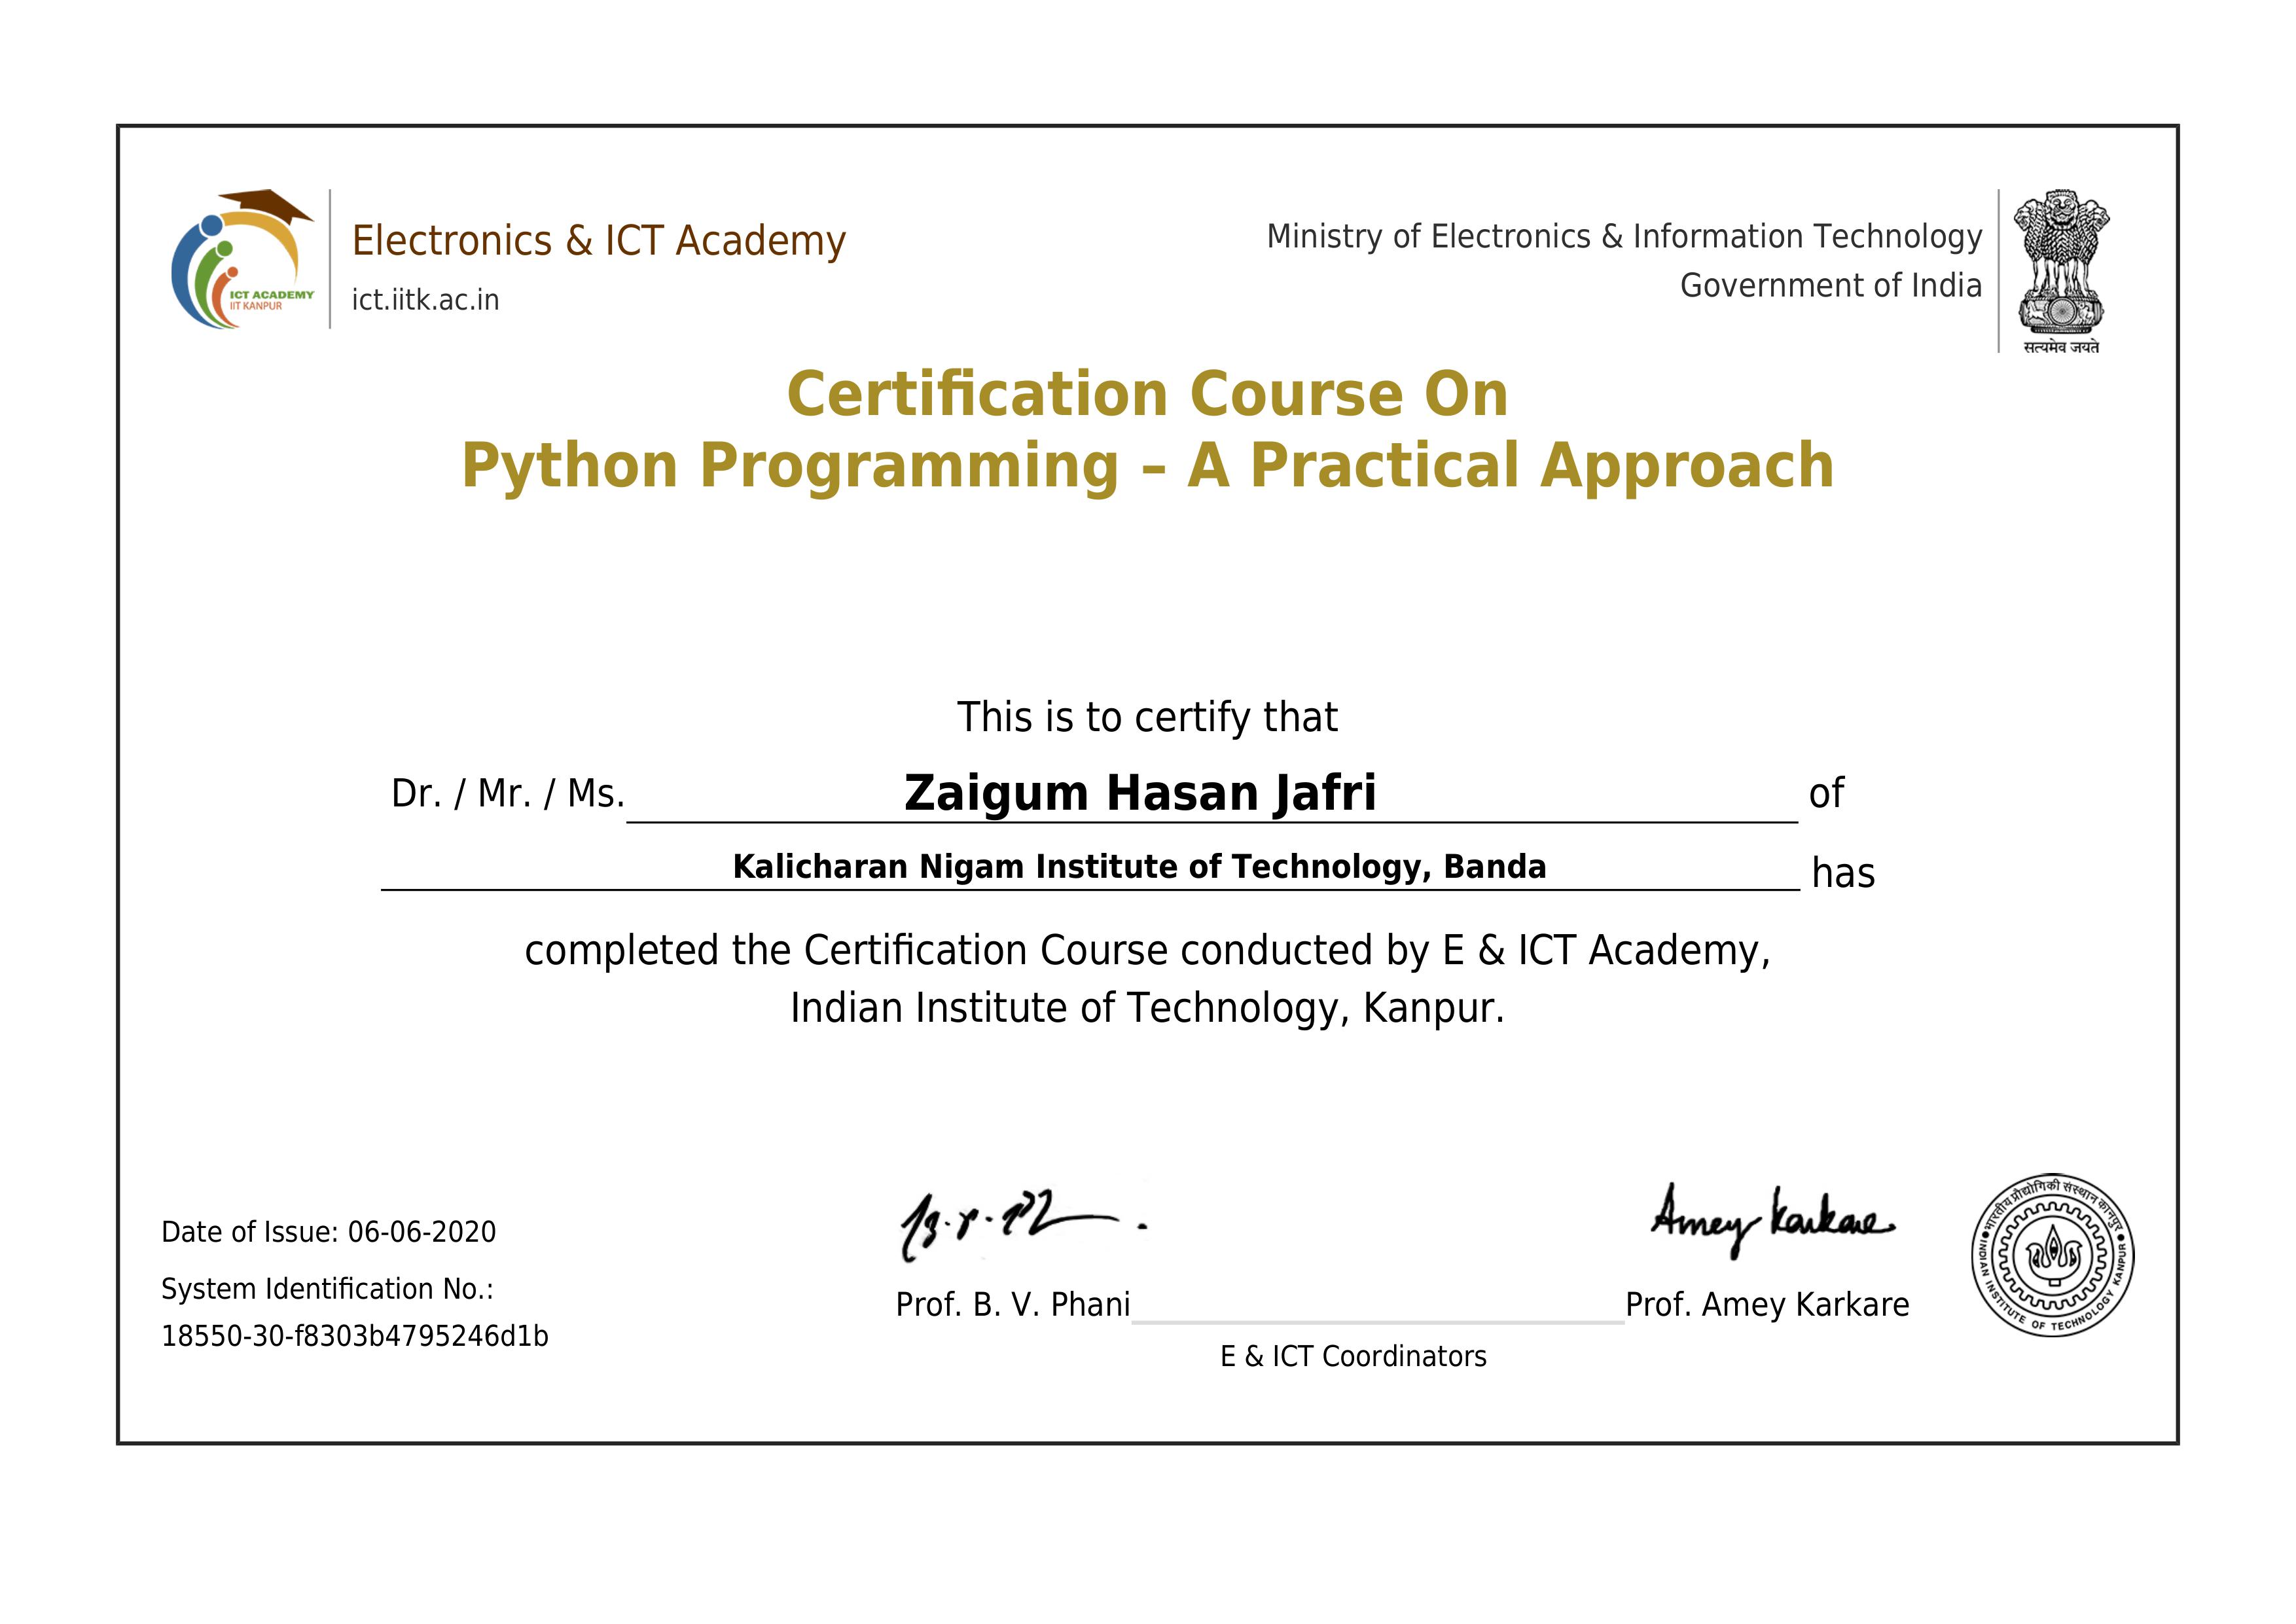 ICT ACADEMY
IIT KANPUR
Electronics & ICT Academy
ict.iitk.ac.in
Ministry of Electronics & Information Technology
Government of India
सत्यमेव जयते
Certification Course On
Python Programming – A Practical Approach
This is to certify that
Dr. / Mr. / Ms. Zaigum Hasan Jafri of
Kalicharan Nigam Institute of Technology, Banda has
completed the Certification Course conducted by E & ICT Academy,
Indian Institute of Technology, Kanpur.
Date of Issue: 06-06-2020
System Identification No.:
18550-30-f8303b4795246d1b
Amey Karkare
Prof. B. V. Phani Prof. Amey Karkare
E & ICT Coordinators
भारतीय प्रौद्योगिकी संस्थान कानपुर
INDIAN INSTITUTE OF TECHNOLOGY KANPUR